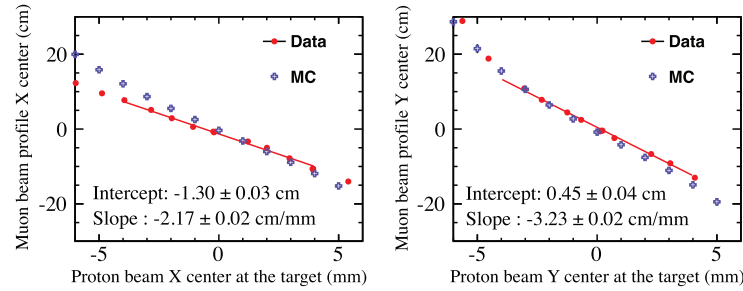 Muon beam profile X center (cm)
20
0
-20
Data
MC
Intercept: -1.30 ± 0.03 cm
Slope : -2.17 ± 0.02 cm/mm
-5
0
5
Proton beam X center at the target (mm)
Muon beam profile Y center (cm)
20
0
-20
Data
MC
Intercept: 0.45 ± 0.04 cm
Slope : -3.23 ± 0.02 cm/mm
-5
0
5
Proton beam Y center at the target (mm)